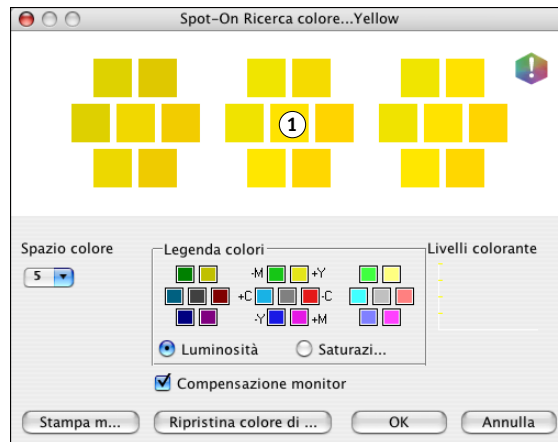 Spot-On Ricerca colore...Yellow
1
Spazio colore
Legenda colori
Livelli colorante
5
-M +Y
+C -C
-Y +M
Luminosità
Saturazi...
Compensazione monitor
Stampa m...
Ripristina colore di ...
OK
Annulla